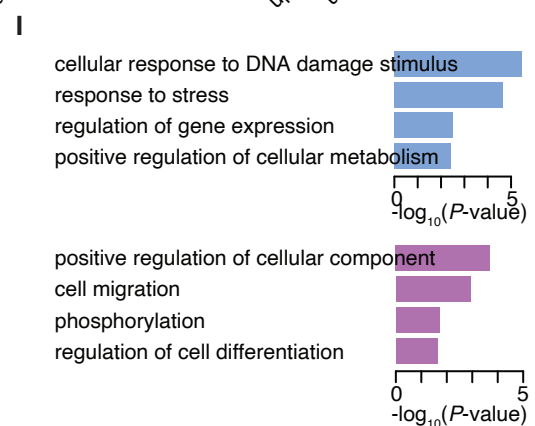 I
cellular response to DNA damage stimulus
response to stress
regulation of gene expression
positive regulation of cellular metabolism
0 5
-log10(P-value)
positive regulation of cellular component
cell migration
phosphorylation
regulation of cell differentiation
0 5
-log10(P-value)